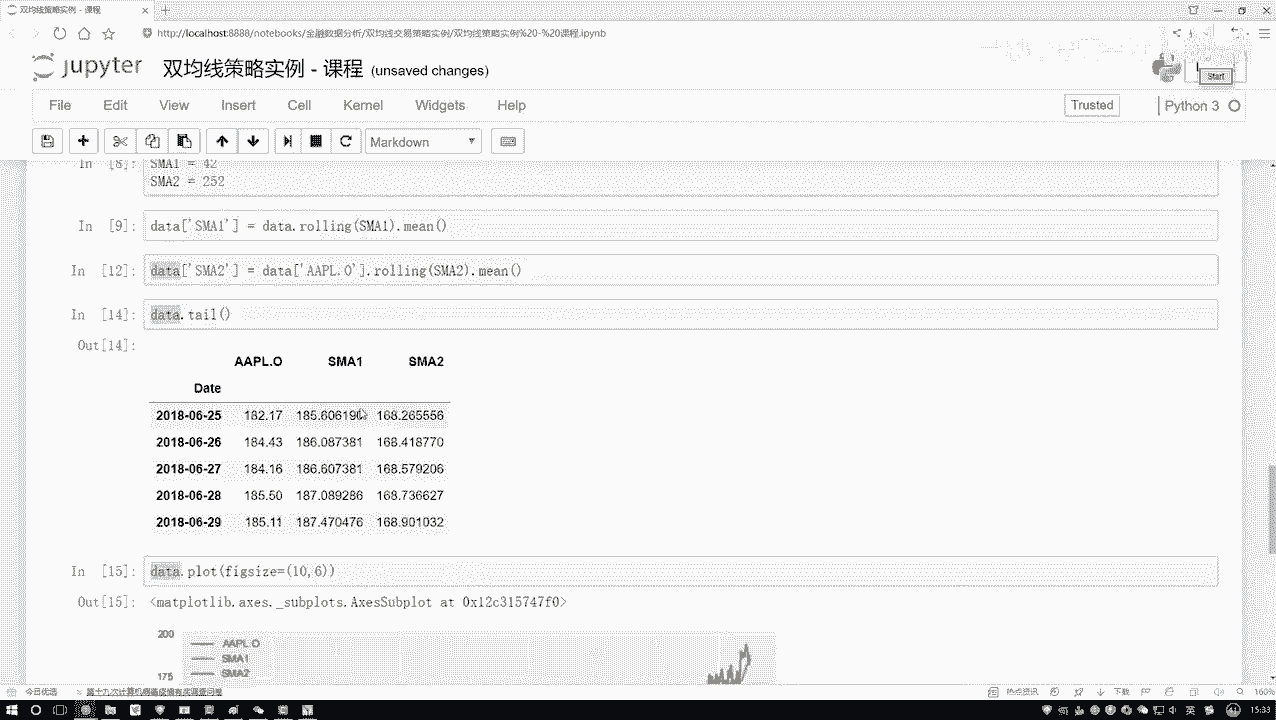 双均线策略实例 - 课程
http://localhost:8888/notebooks/金融数据分析/双均线交易策略实例/双均线策略实例%20-%20课程.ipynb
jupyter 双均线策略实例 - 课程 (unsaved changes)
Start
File Edit View Insert Cell Kernel Widgets Help
Trusted
Python 3
Markdown
In [8]: SMA1 = 42
SMA2 = 252
In [9]: data['SMA1'] = data.rolling(SMA1).mean()
In [12]: data['SMA2'] = data['AAPL.O'].rolling(SMA2).mean()
In [14]: data.tail()
Out[14]:
AAPL.O SMA1 SMA2
Date
2018-06-25 182.17 185.606190 168.265556
2018-06-26 184.43 186.087381 168.418770
2018-06-27 184.16 186.607381 168.579206
2018-06-28 185.50 187.089286 168.736627
2018-06-29 185.11 187.470476 168.901032
In [15]: data.plot(figsize=(10,6))
Out[15]: <matplotlib.axes._subplots.AxesSubplot at 0x12c315747f0>
200
AAPL.O
SMA1
SMA2
175
今日优选
热点资讯
下载
160%
英
15:33